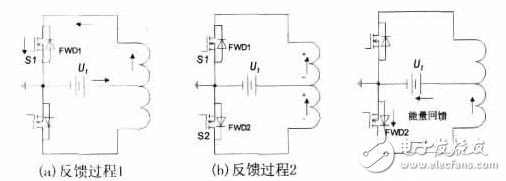 S1
FWD1
U₁
(a)反馈过程1
S1
FWD1
U₁
S2
FWD2
(b)反馈过程2
U₁
能量回馈
FWD2
电子发烧友
www.elecfans.com